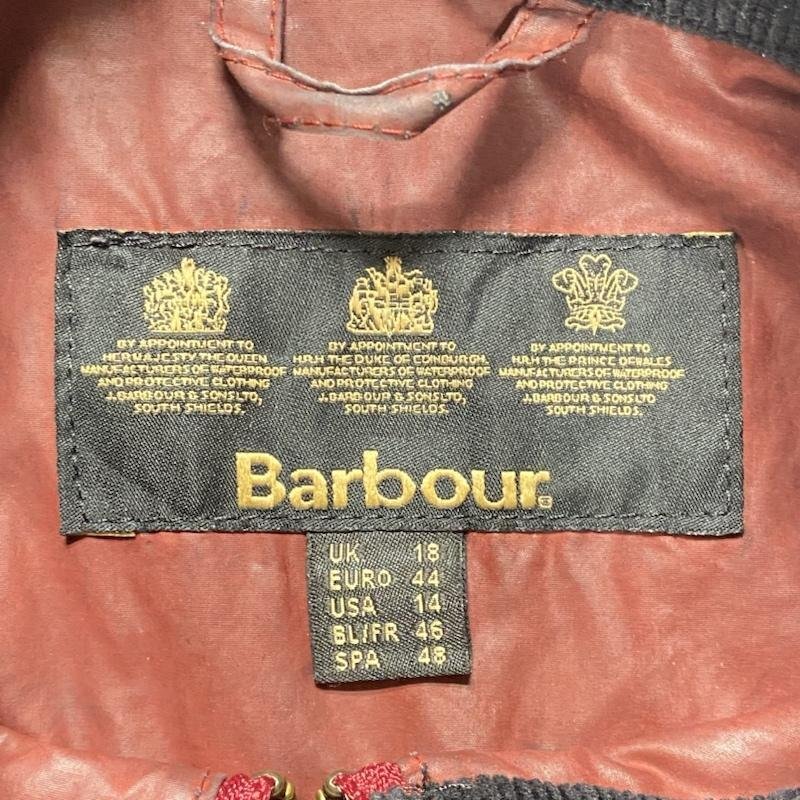 BY APPOINTMENT TO
HER MAJESTY THE QUEEN
MANUFACTURERS OF WATERPROOF
AND PROTECTIVE CLOTHING
J.BARBOUR & SONS LTD,
SOUTH SHIELDS.
BY APPOINTMENT TO
H.R.H THE DUKE OF EDINBURGH.
MANUFACTURERS OF WATERPROOF
AND PROTECTIVE CLOTHING
J.BARBOUR & SONS LTD,
SOUTH SHIELDS.
BY APPOINTMENT TO
H.R.H THE PRINCE OF WALES
MANUFACTURERS OF WATERPROOF
AND PROTECTIVE CLOTHING
J.BARBOUR & SONS LTD,
SOUTH SHIELDS.
Barbour®
UK 18
EURO 44
USA 14
BL/FR 46
SPA 48